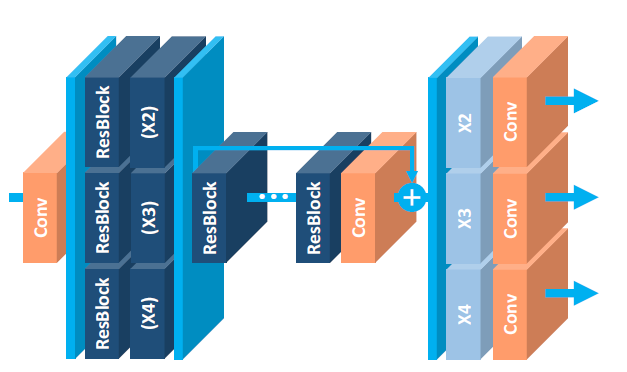 Conv
ResBlock
(X2)
ResBlock
(X3)
ResBlock
(X4)
ResBlock
ResBlock
Conv
X2
Conv
X3
Conv
X4
Conv